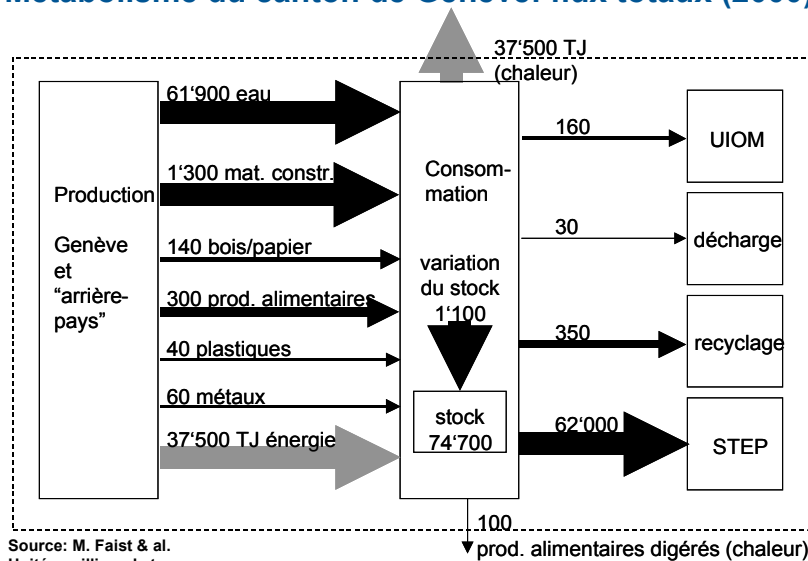 37‘500 TJ
(chaleur)
61‘900 eau
1‘300 mat. constr.
140 bois/papier
300 prod. alimentaires
40 plastiques
60 métaux
37‘500 TJ énergie
Production
Genève
et
“arrière-
pays”
Consom-
mation
variation
du stock
1‘100
stock
74‘700
160
UIOM
30
décharge
350
recyclage
62‘000
STEP
100
prod. alimentaires digérés (chaleur)
Source: M. Faist & al.